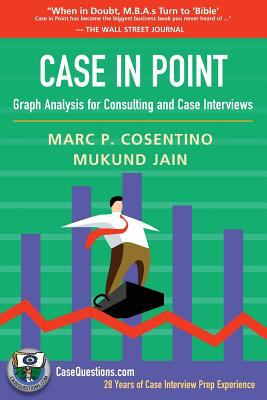 "When in Doubt, M.B.A.s Turn to 'Bible'
Case in Point has become the biggest business book you never heard of ..."
— THE WALL STREET JOURNAL
CASE IN POINT
Graph Analysis for Consulting and Case Interviews
MARC P. COSENTINO
MUKUND JAIN
CaseQuestions.com
28 Years of Case Interview Prep Experience
CASEQUESTIONS.COM